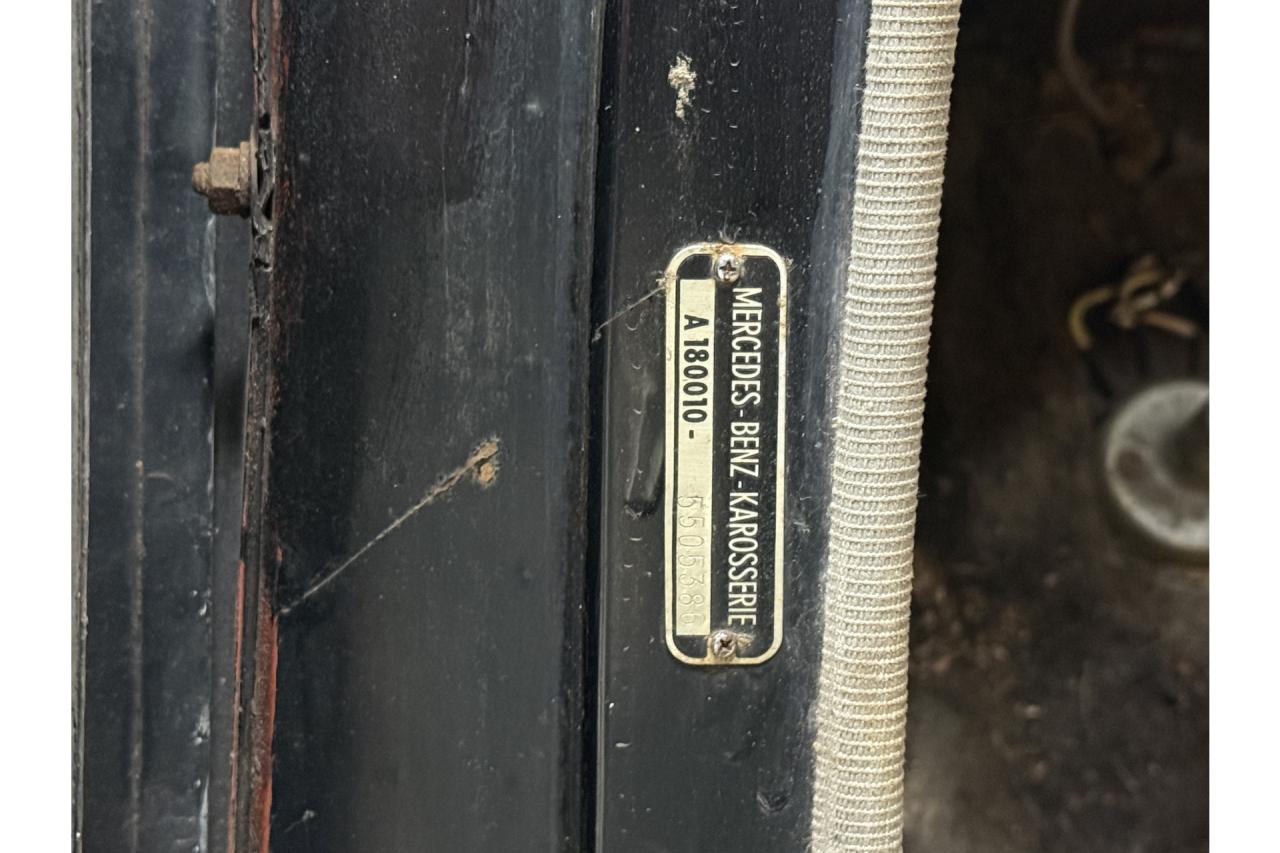 MERCEDES-BENZ-KAROSSERIE
A 180010- 5505386